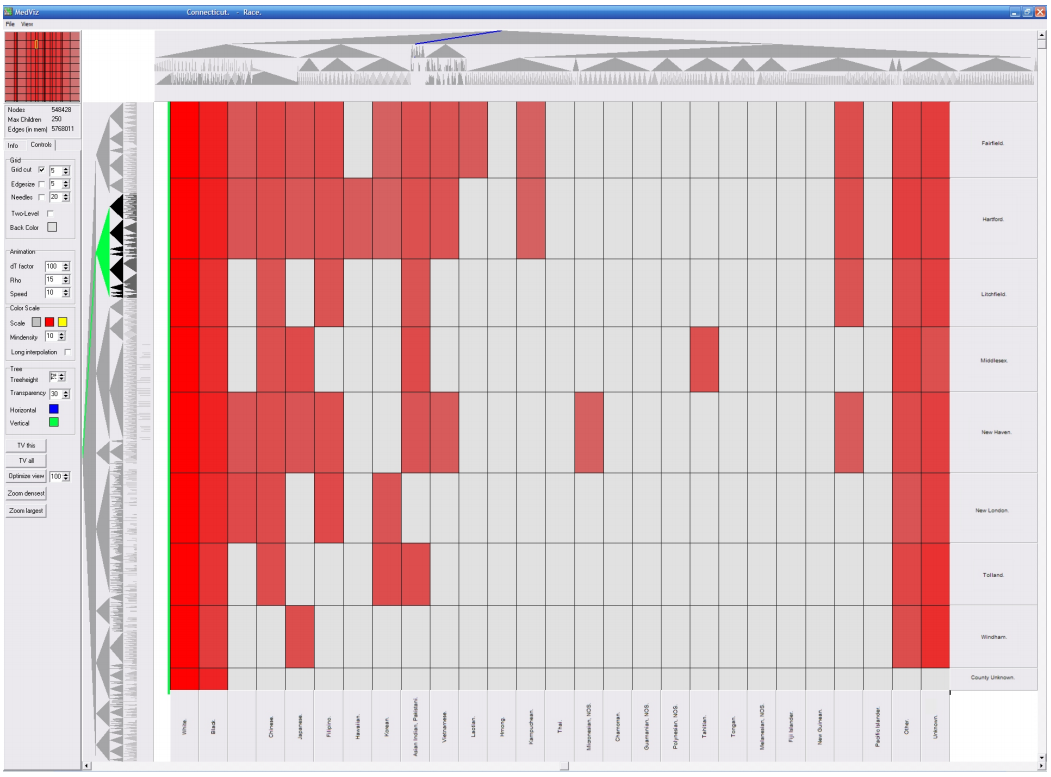 MedViz
Connecticut. - Race.
File View
Nodes 548428
Max Children 250
Edges (in mem) 5768011
Info Controls
Grid
Grid cut 5
Edgesize 5
Needles 20
Two-Level
Back Color
Animation
dT factor 100
Rho 15
Speed 10
Color Scale
Scale
Mindensity 10
Long interpolation
Tree
Treeheight
Transparency 30
Horizontal
Vertical
TV this
TV all
Optimize view 100
Zoom densest
Zoom largest
Fairfield.
Hartford.
Litchfield.
Middlesex.
New Haven.
New London.
Tolland.
Windham.
County Unknown.
White.
Black.
Chinese.
Japanese.
Filipino.
Hawaiian.
Korean.
Asian Indian, Pakistani.
Vietnamese.
Laotian.
Hmong.
Kampuchean.
Thai.
Micronesian, NOS.
Chamorran.
Guamanian, NOS.
Polynesian, NOS.
Tahitian.
Tongan.
Melanesian, NOS.
Fiji Islander.
New Guinean.
Pacific Islander.
Other.
Unknown.